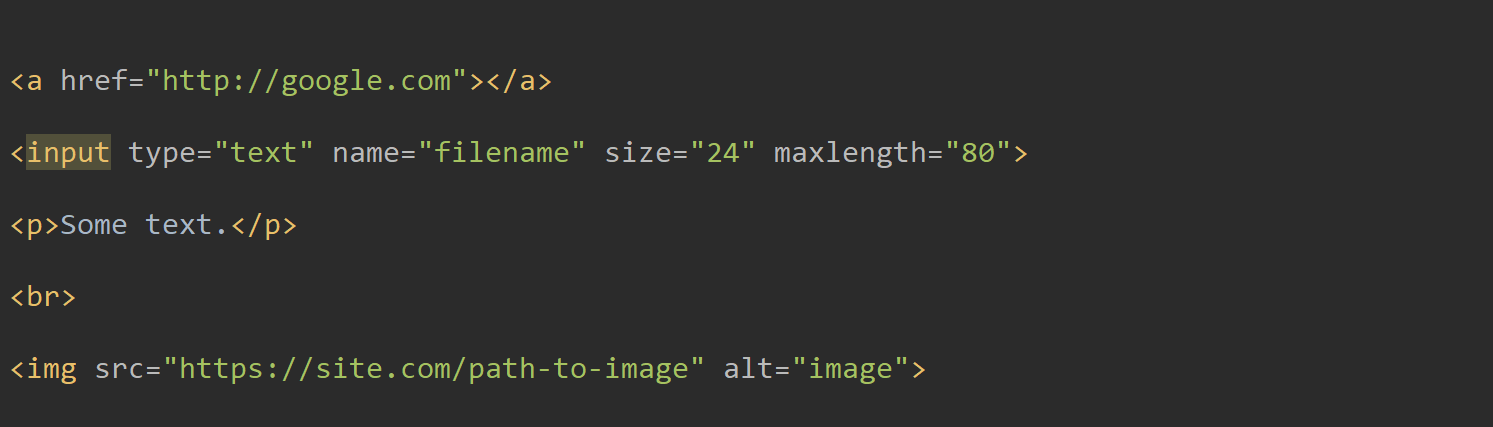 <a href="http://google.com"></a>
<input type="text" name="filename" size="24" maxlength="80">
<p>Some text.</p>
<br>
<img src="https://site.com/path-to-image" alt="image">